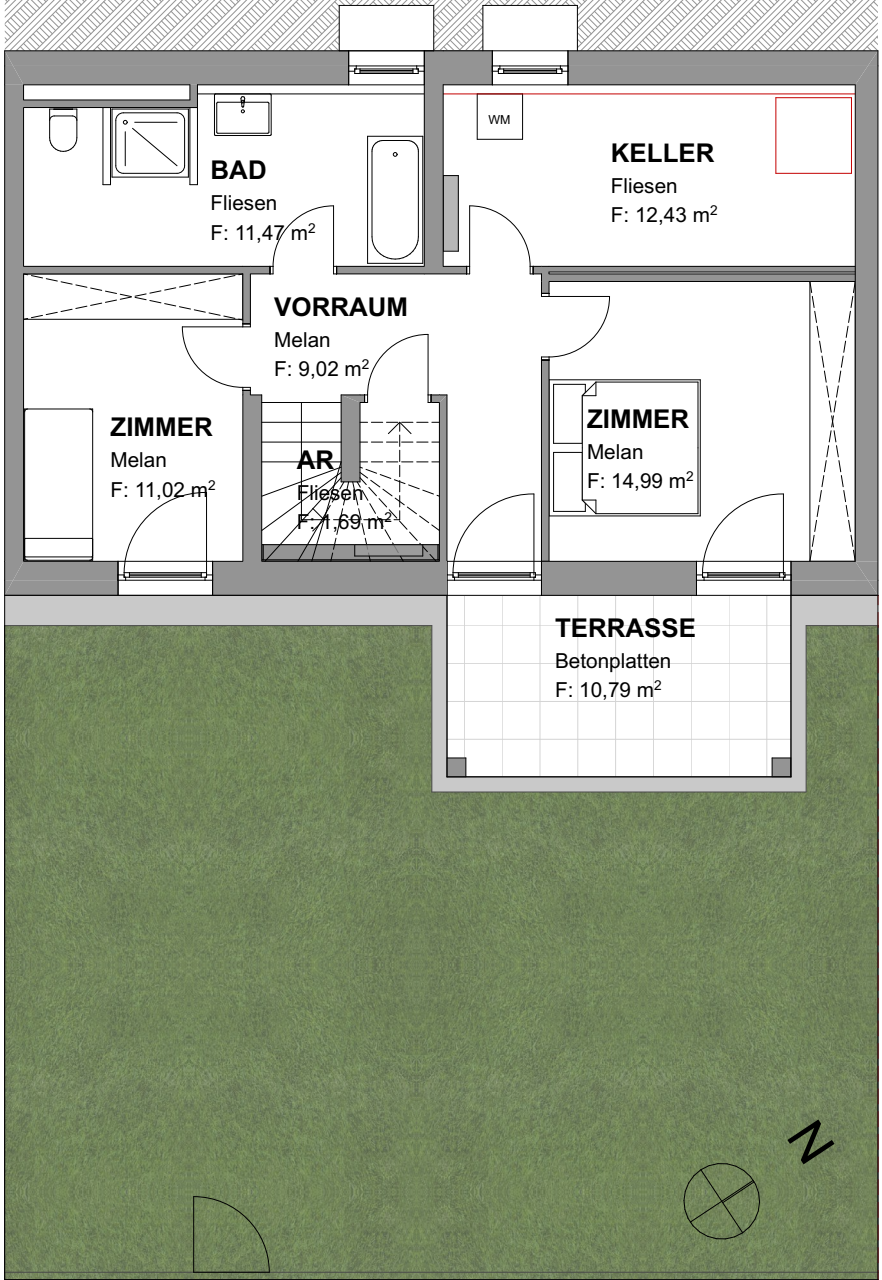 WM
BAD
Fliesen
F: 11,47 m²
KELLER
Fliesen
F: 12,43 m²
VORRAUM
Melan
F: 9,02 m²
ZIMMER
Melan
F: 11,02 m²
AR
Fliesen
F: 1,69 m²
ZIMMER
Melan
F: 14,99 m²
TERRASSE
Betonplatten
F: 10,79 m²
N